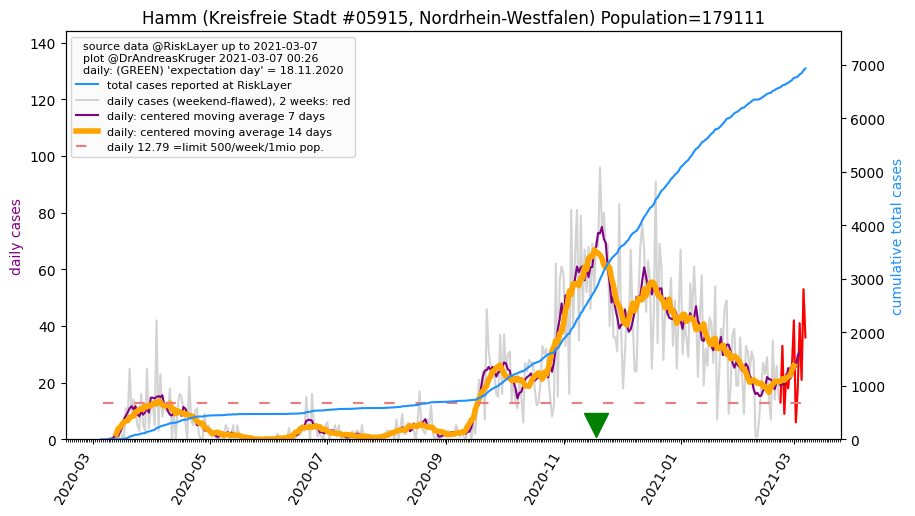 Hamm (Kreisfreie Stadt #05915, Nordrhein-Westfalen) Population=179111
source data @RiskLayer up to 2021-03-07
plot @DrAndreasKruger 2021-03-07 00:26
daily: (GREEN) 'expectation day' = 18.11.2020
total cases reported at RiskLayer
daily cases (weekend-flawed), 2 weeks: red
daily: centered moving average 7 days
daily: centered moving average 14 days
daily 12.79 =limit 500/week/1mio pop.
daily cases
140
120
100
80
60
40
20
0
cumulative total cases
7000
6000
5000
4000
3000
2000
1000
0
2020-03
2020-05
2020-07
2020-09
2020-11
2021-01
2021-03